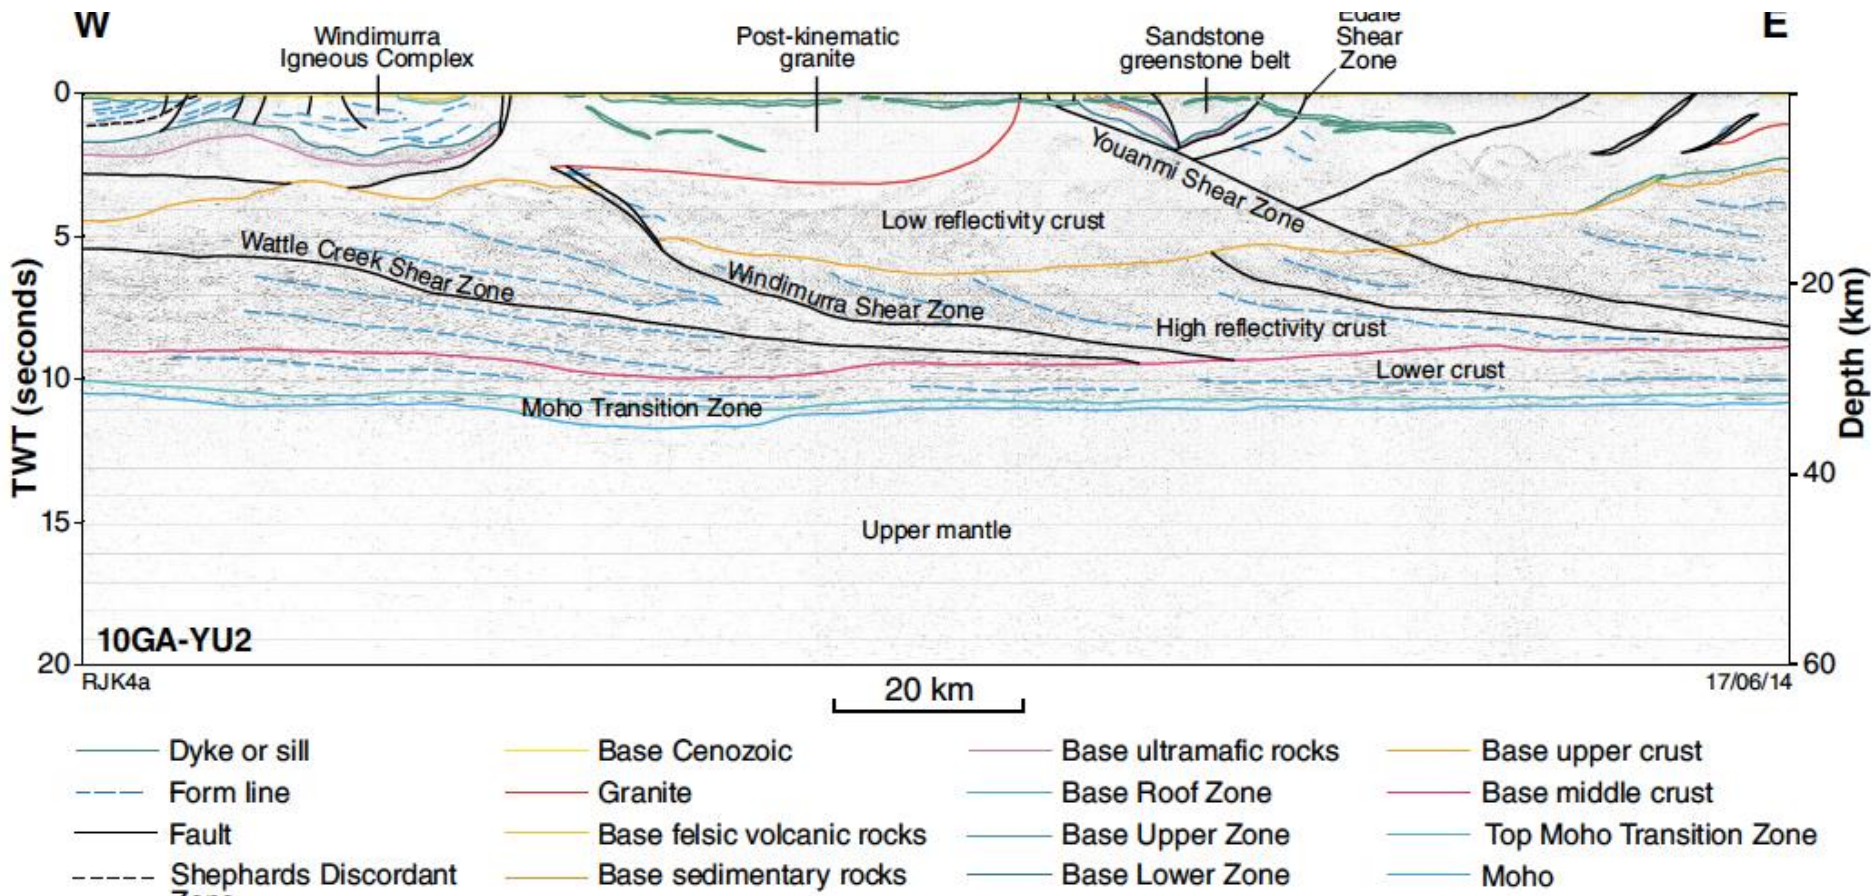 W
E
Windimurra
Igneous Complex
Post-kinematic
granite
Sandstone
greenstone belt
Edale
Shear
Zone
0
5
10
15
20
TWT (seconds)
20
40
60
Depth (km)
Youanmi Shear Zone
Low reflectivity crust
Wattle Creek Shear Zone
Windimurra Shear Zone
High reflectivity crust
Lower crust
Moho Transition Zone
Upper mantle
10GA-YU2
RJK4a
20 km
17/06/14
Dyke or sill
Form line
Fault
Shephards Discordant
Zone
Base Cenozoic
Granite
Base felsic volcanic rocks
Base sedimentary rocks
Base ultramafic rocks
Base Roof Zone
Base Upper Zone
Base Lower Zone
Base upper crust
Base middle crust
Top Moho Transition Zone
Moho